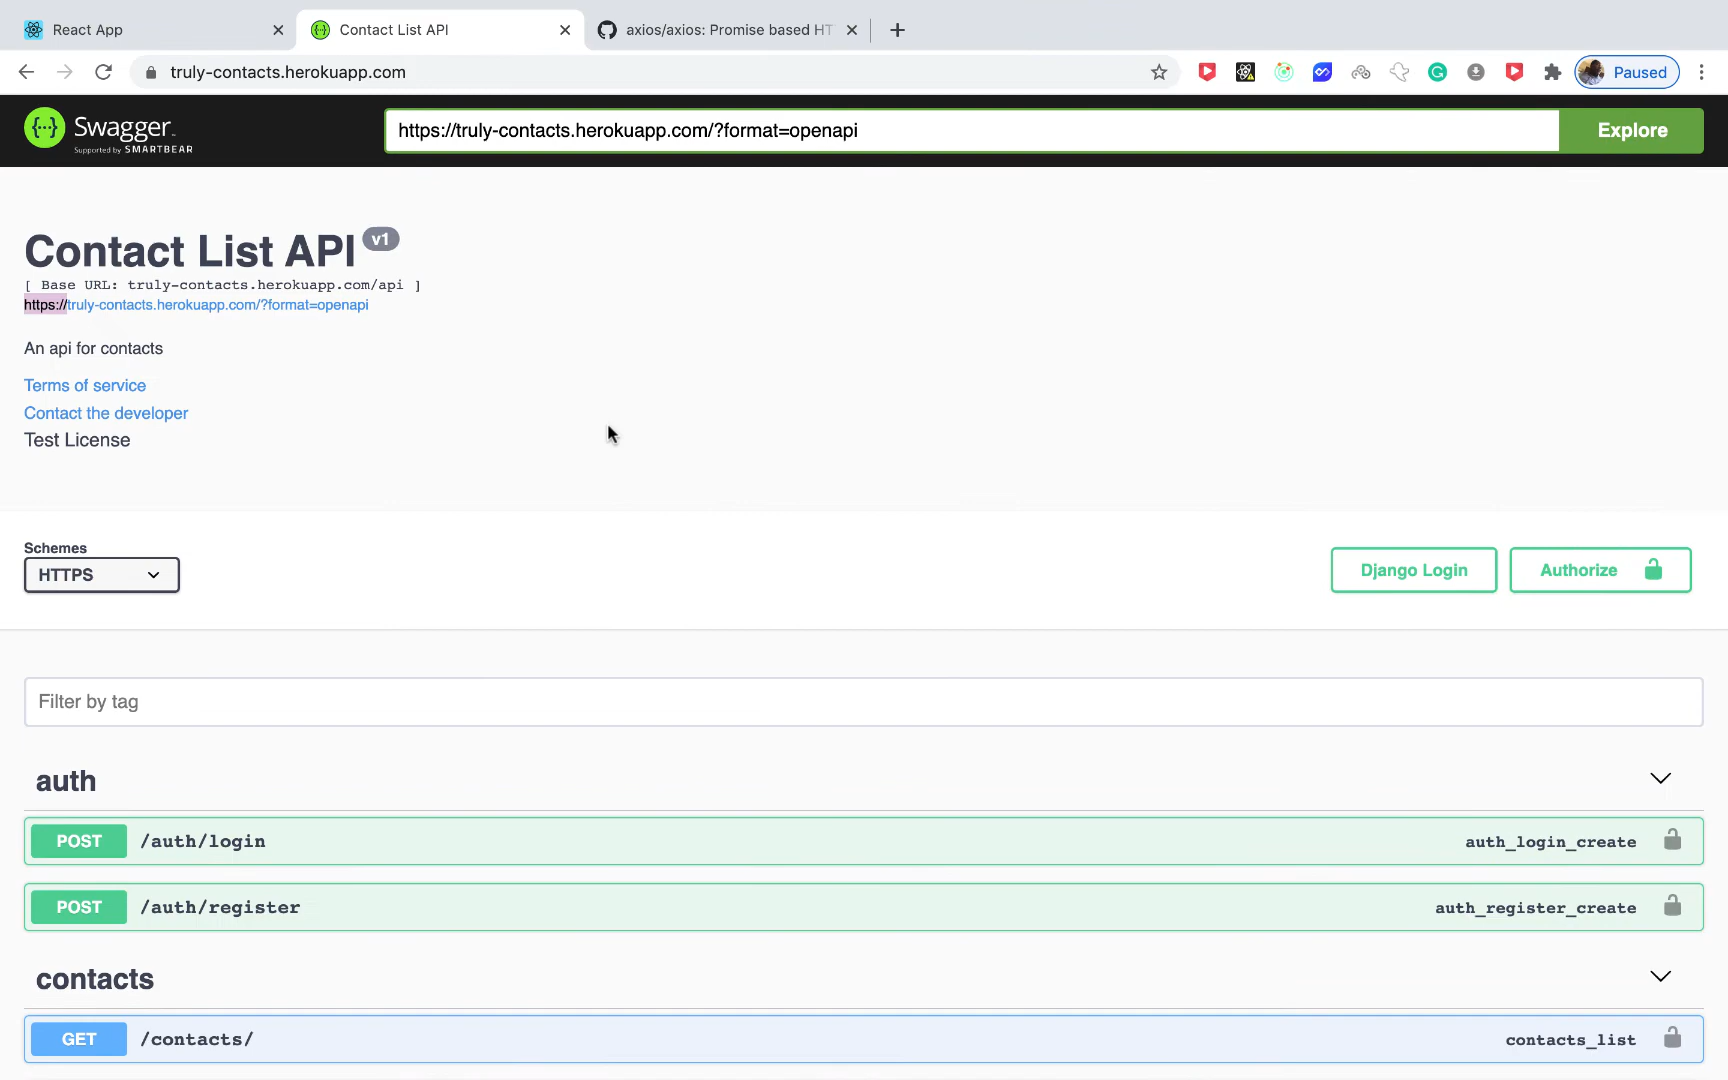 React App
Contact List API
axios/axios: Promise based HT
truly-contacts.herokuapp.com
Paused
Swagger
Supported by SMARTBEAR
https://truly-contacts.herokuapp.com/?format=openapi
Explore
Contact List API v1
[ Base URL: truly-contacts.herokuapp.com/api ]
https://truly-contacts.herokuapp.com/?format=openapi
An api for contacts
Terms of service
Contact the developer
Test License
Schemes
HTTPS
Django Login
Authorize
Filter by tag
auth
POST /auth/login auth_login_create
POST /auth/register auth_register_create
contacts
GET /contacts/ contacts_list